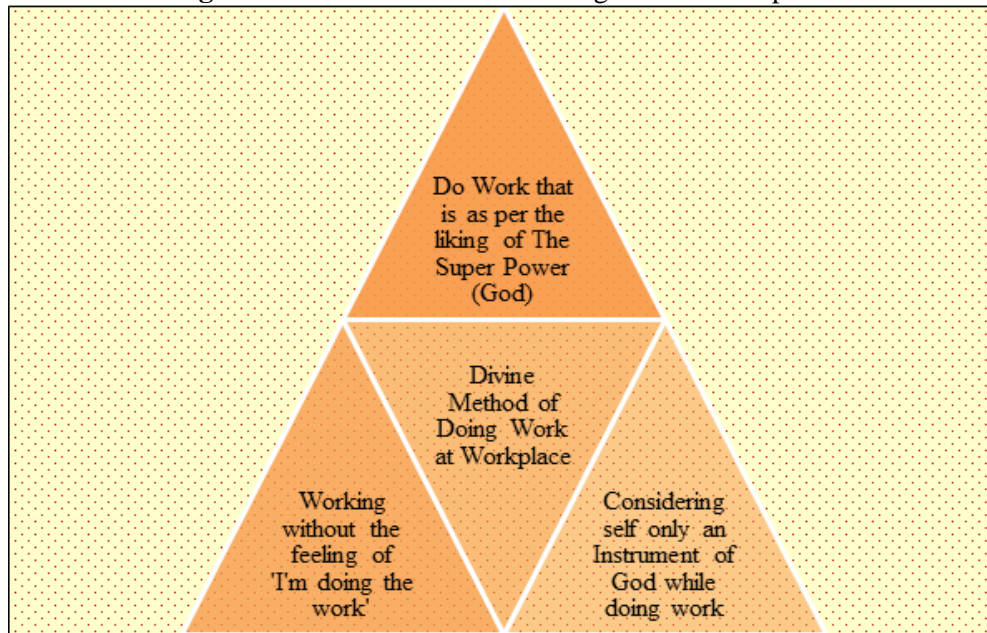 Do Work that
is as per the
liking of The
Super Power
(God)
Divine
Method of
Doing Work
at Workplace
Working
without the
feeling of
'I'm doing the
work'
Considering
self only an
Instrument of
God while
doing work